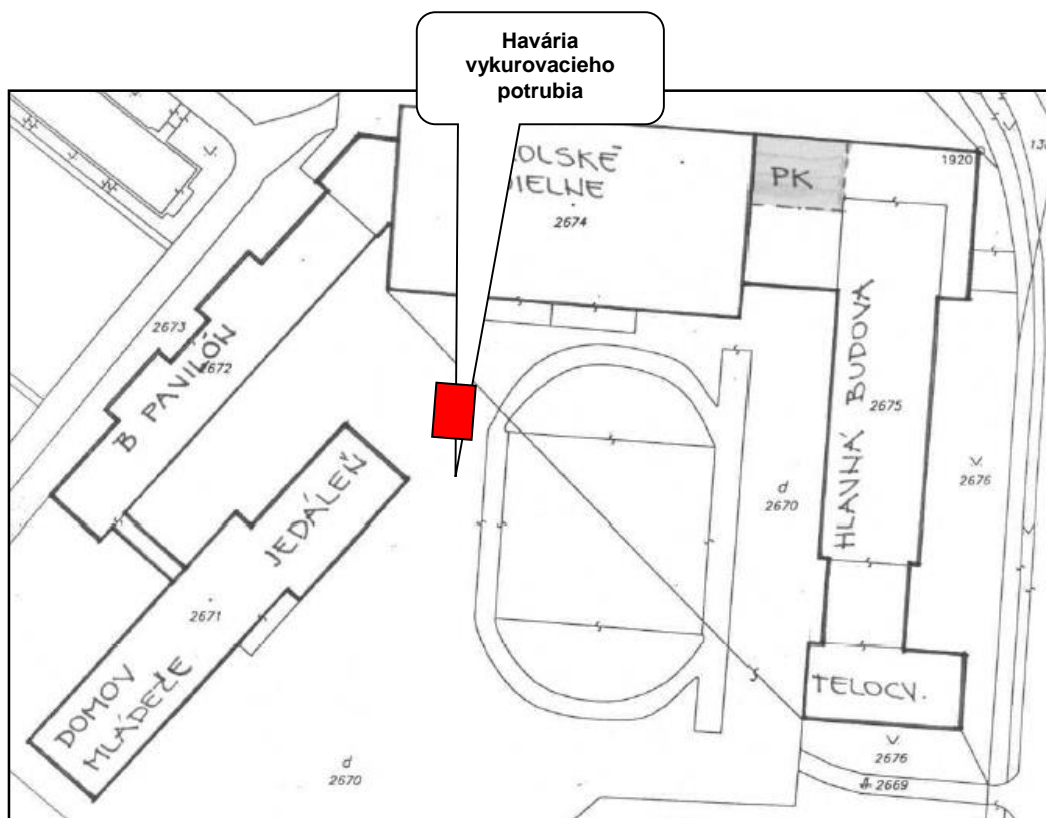 Havária
vykurovacieho
potrubia
OLSKÉ
IELNE
2674
PK
1920
2673
2672
B PAVILÓN
HLAVNÁ BUDOVA
2675
d
2670
v
2676
JEDÁLEŇ
2671
DOMOV
MLÁDEŽE
TELOCV.
v
2676
2669
d
2670